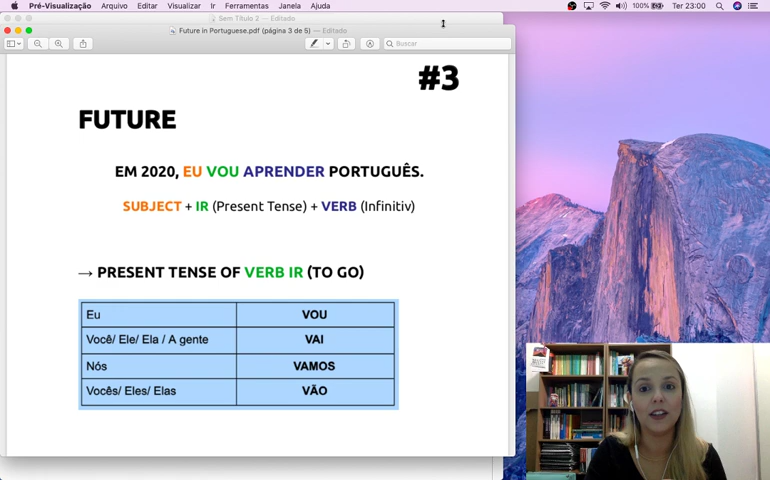 Pré-Visualização Arquivo Editar Visualizar Ir Ferramentas Janela Ajuda 100% Ter 23:00
Sem Título 2 — Editado
Future in Portuguese.pdf (página 3 de 5) — Editado
Buscar
#3
FUTURE
EM 2020, EU VOU APRENDER PORTUGUÊS.
SUBJECT + IR (Present Tense) + VERB (Infinitiv)
→ PRESENT TENSE OF VERB IR (TO GO)
Eu VOU
Você/ Ele/ Ela / A gente VAI
Nós VAMOS
Vocês/ Eles/ Elas VÃO